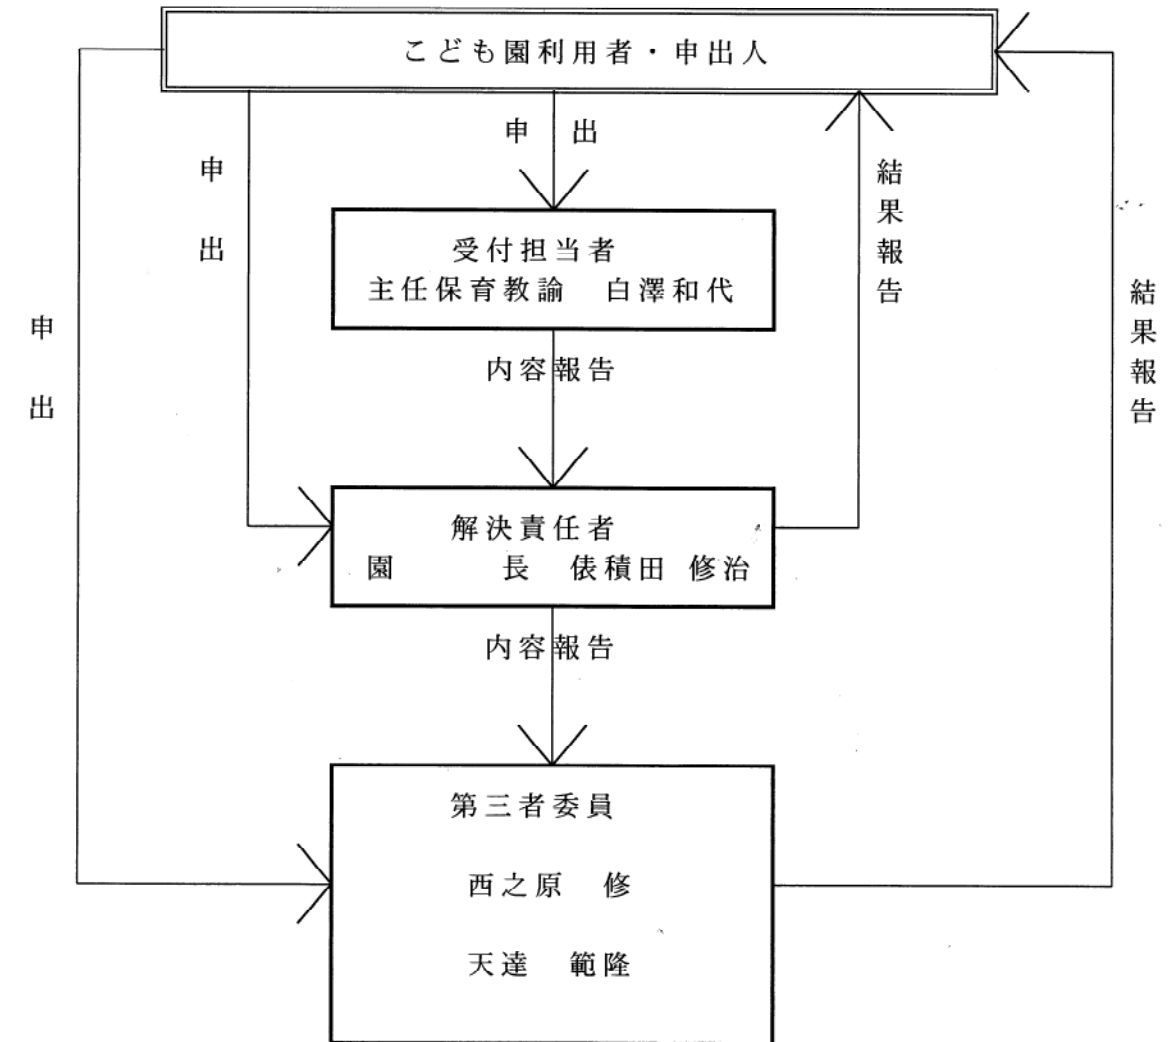 こども園利用者・申出人
申出
申出
申出
結果報告
結果報告
受付担当者
主任保育教諭 白澤和代
内容報告
解決責任者
園長 俵積田 修治
内容報告
第三者委員
西之原 修
天達 範隆